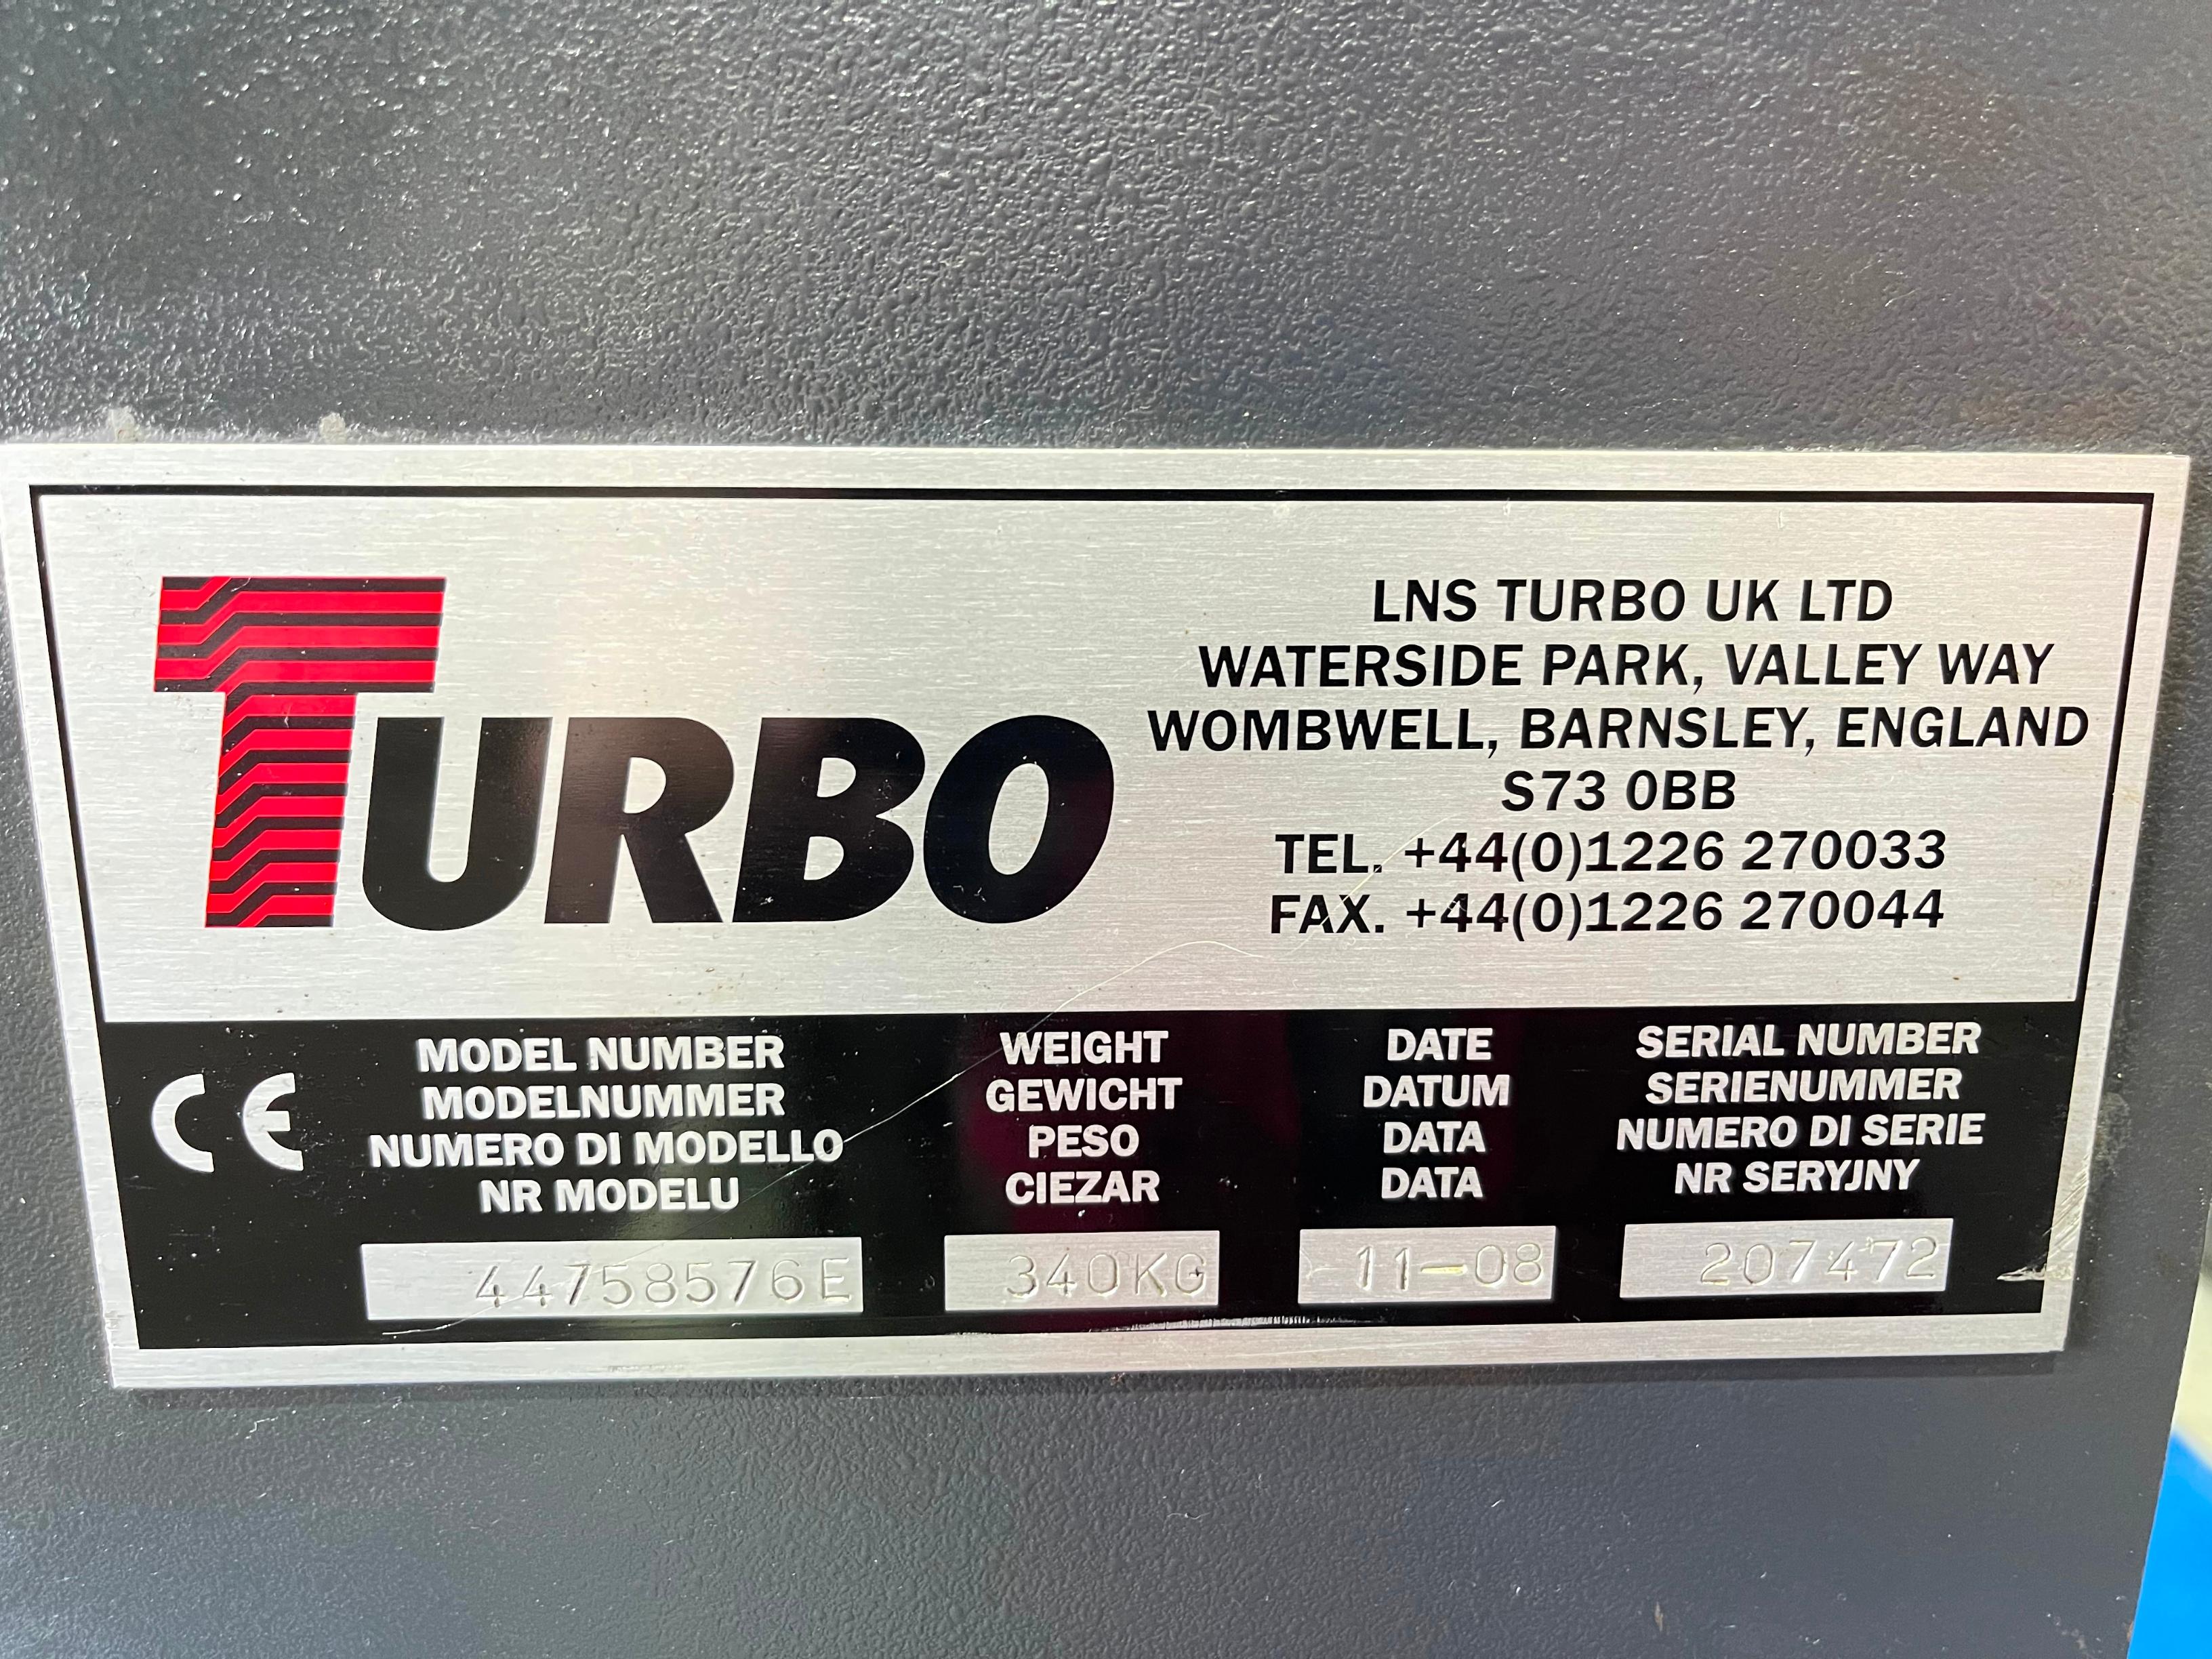 TURBO
LNS TURBO UK LTD
WATERSIDE PARK, VALLEY WAY
WOMBWELL, BARNSLEY, ENGLAND
S73 0BB
TEL. +44(0)1226 270033
FAX. +44(0)1226 270044
CE
MODEL NUMBER
MODELNUMMER
NUMERO DI MODELLO
NR MODELU
44758576E
WEIGHT
GEWICHT
PESO
CIEZAR
340KG
DATE
DATUM
DATA
DATA
11-08
SERIAL NUMBER
SERIENUMMER
NUMERO DI SERIE
NR SERYJNY
207472